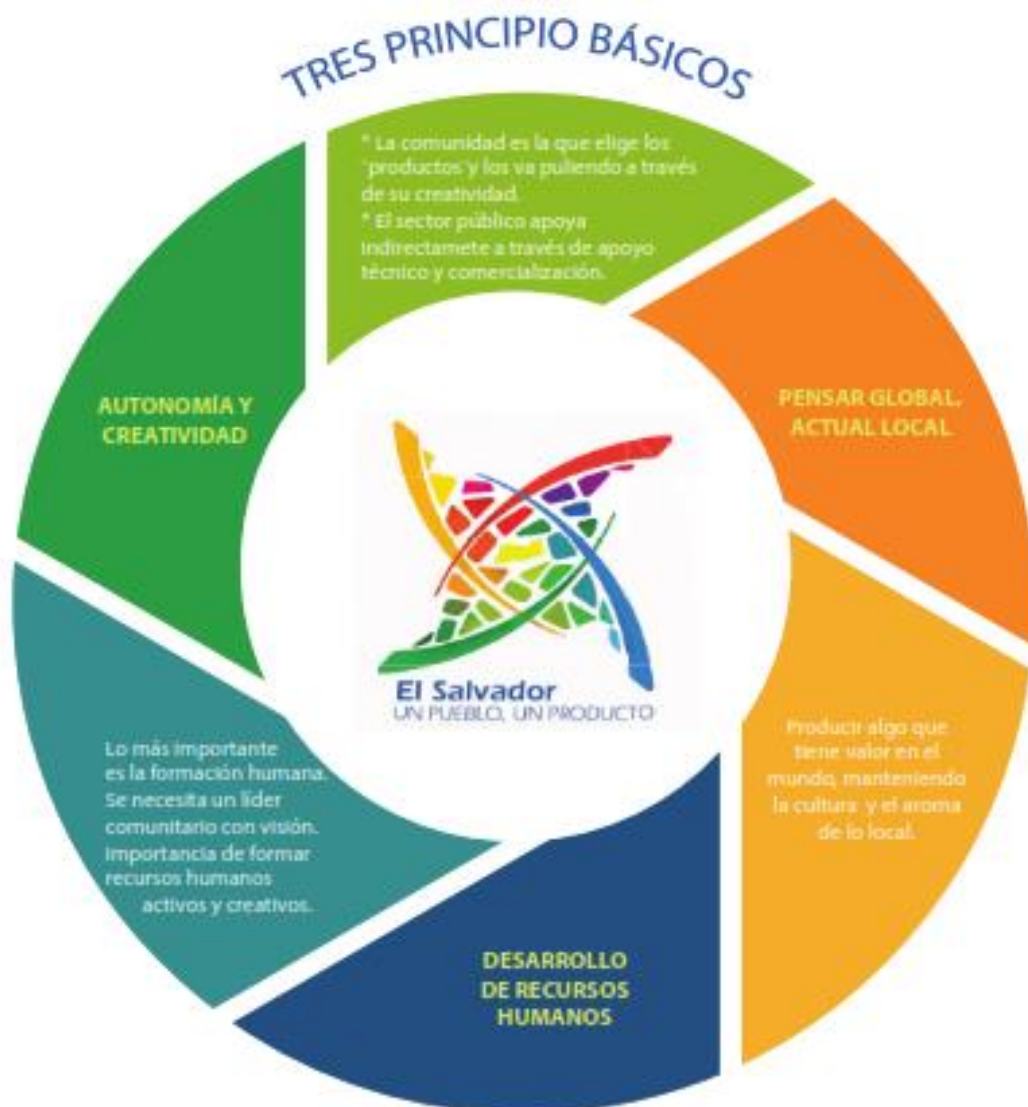 TRES PRINCIPIO BÁSICOS
* La comunidad es la que elige los
"productos"y los va puliendo a través
de su creatividad.
* El sector público apoya
indirectamete a través de apoyo
técnico y comercialización.
AUTONOMÍA Y
CREATIVIDAD
PENSAR GLOBAL,
ACTUAL LOCAL
El Salvador
UN PUEBLO, UN PRODUCTO
Producir algo que
tiene valor en el
mundo, manteniendo
la cultura y el aroma
de lo local.
Lo más importante
es la formación humana.
Se necesita un líder
comunitario con visión.
Importancia de formar
recursos humanos
activos y creativos.
DESARROLLO
DE RECURSOS
HUMANOS